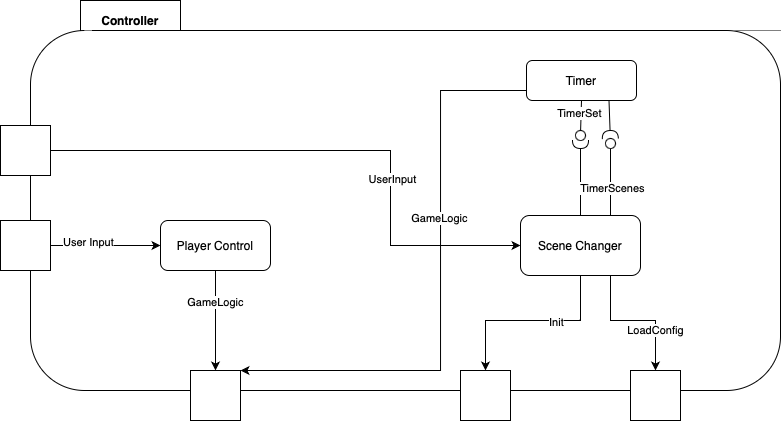 Controller
Timer
TimerSet
UserInput
TimerScenes
GameLogic
User Input
Player Control
Scene Changer
GameLogic
Init
LoadConfig